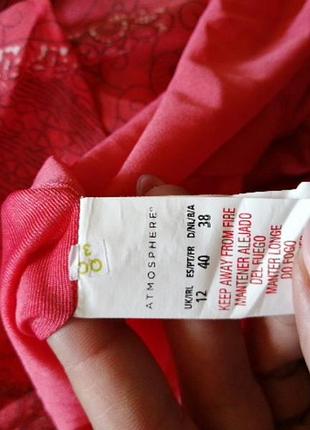 38
ATMOSPHERE
UK/IRL ES/PT/FR D/NL/B/A
12 40 38
KEEP AWAY FROM FIRE
MANTENER ALEJADO
DEL FUEGO
MANTER LONGE
DO FOGO